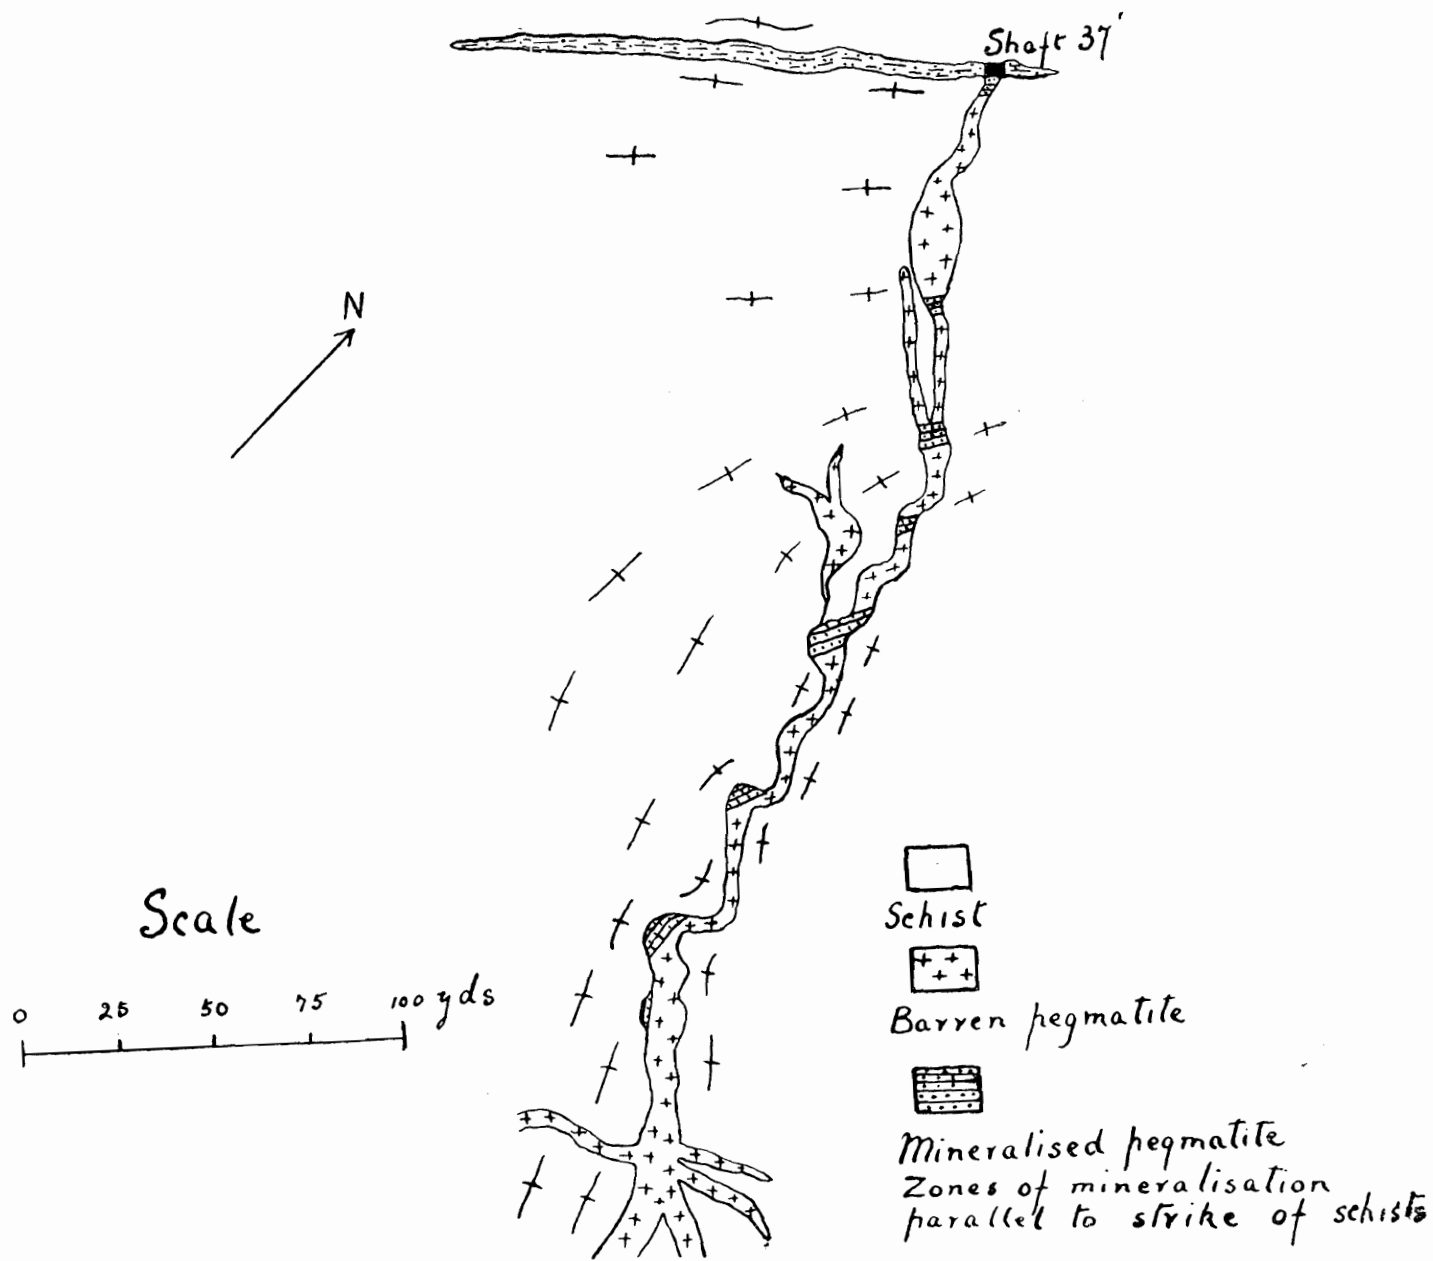 Shaft 37'
N
Scale
0 25 50 75 100 yds
Schist
Barren pegmatite
Mineralised pegmatite
Zones of mineralisation
parallel to strike of schists